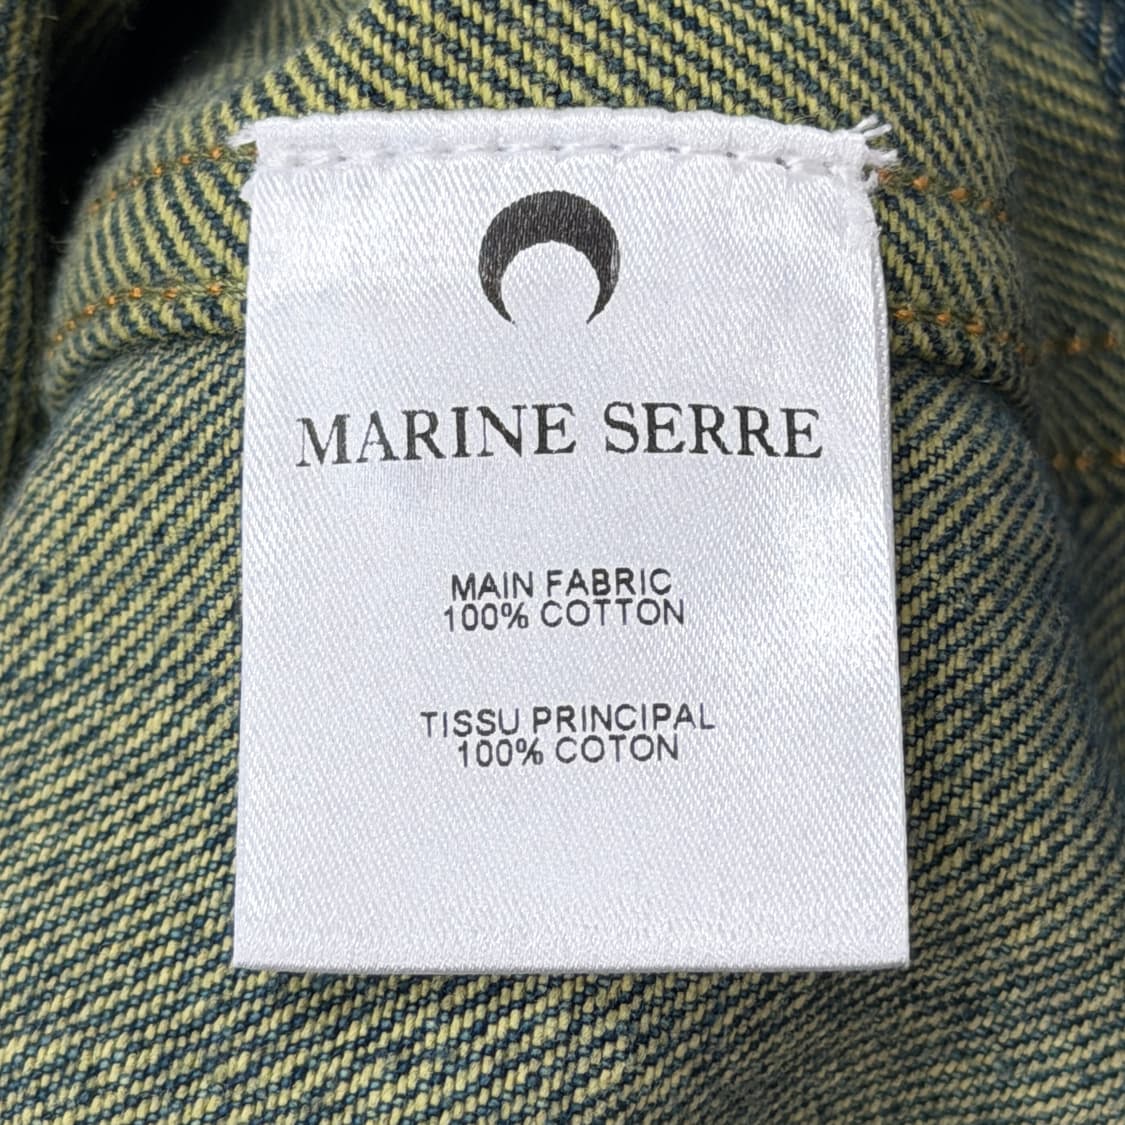 MARINE SERRE
MAIN FABRIC
100% COTTON
TISSU PRINCIPAL
100% COTON